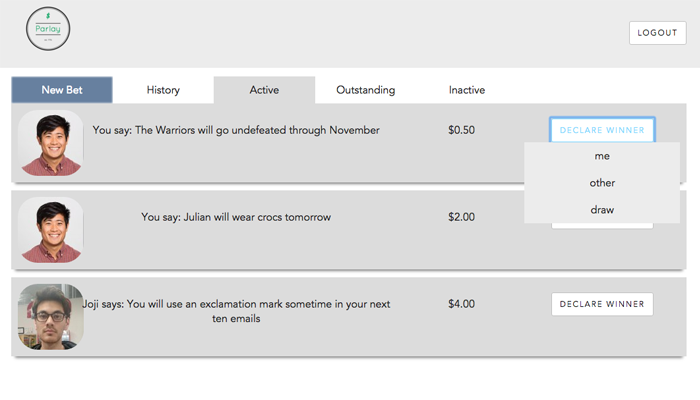 Parlay
LOGOUT
New Bet
History
Active
Outstanding
Inactive
You say: The Warriors will go undefeated through November
$0.50
DECLARE WINNER
me
other
draw
You say: Julian will wear crocs tomorrow
$2.00
Joji says: You will use an exclamation mark sometime in your next
ten emails
$4.00
DECLARE WINNER